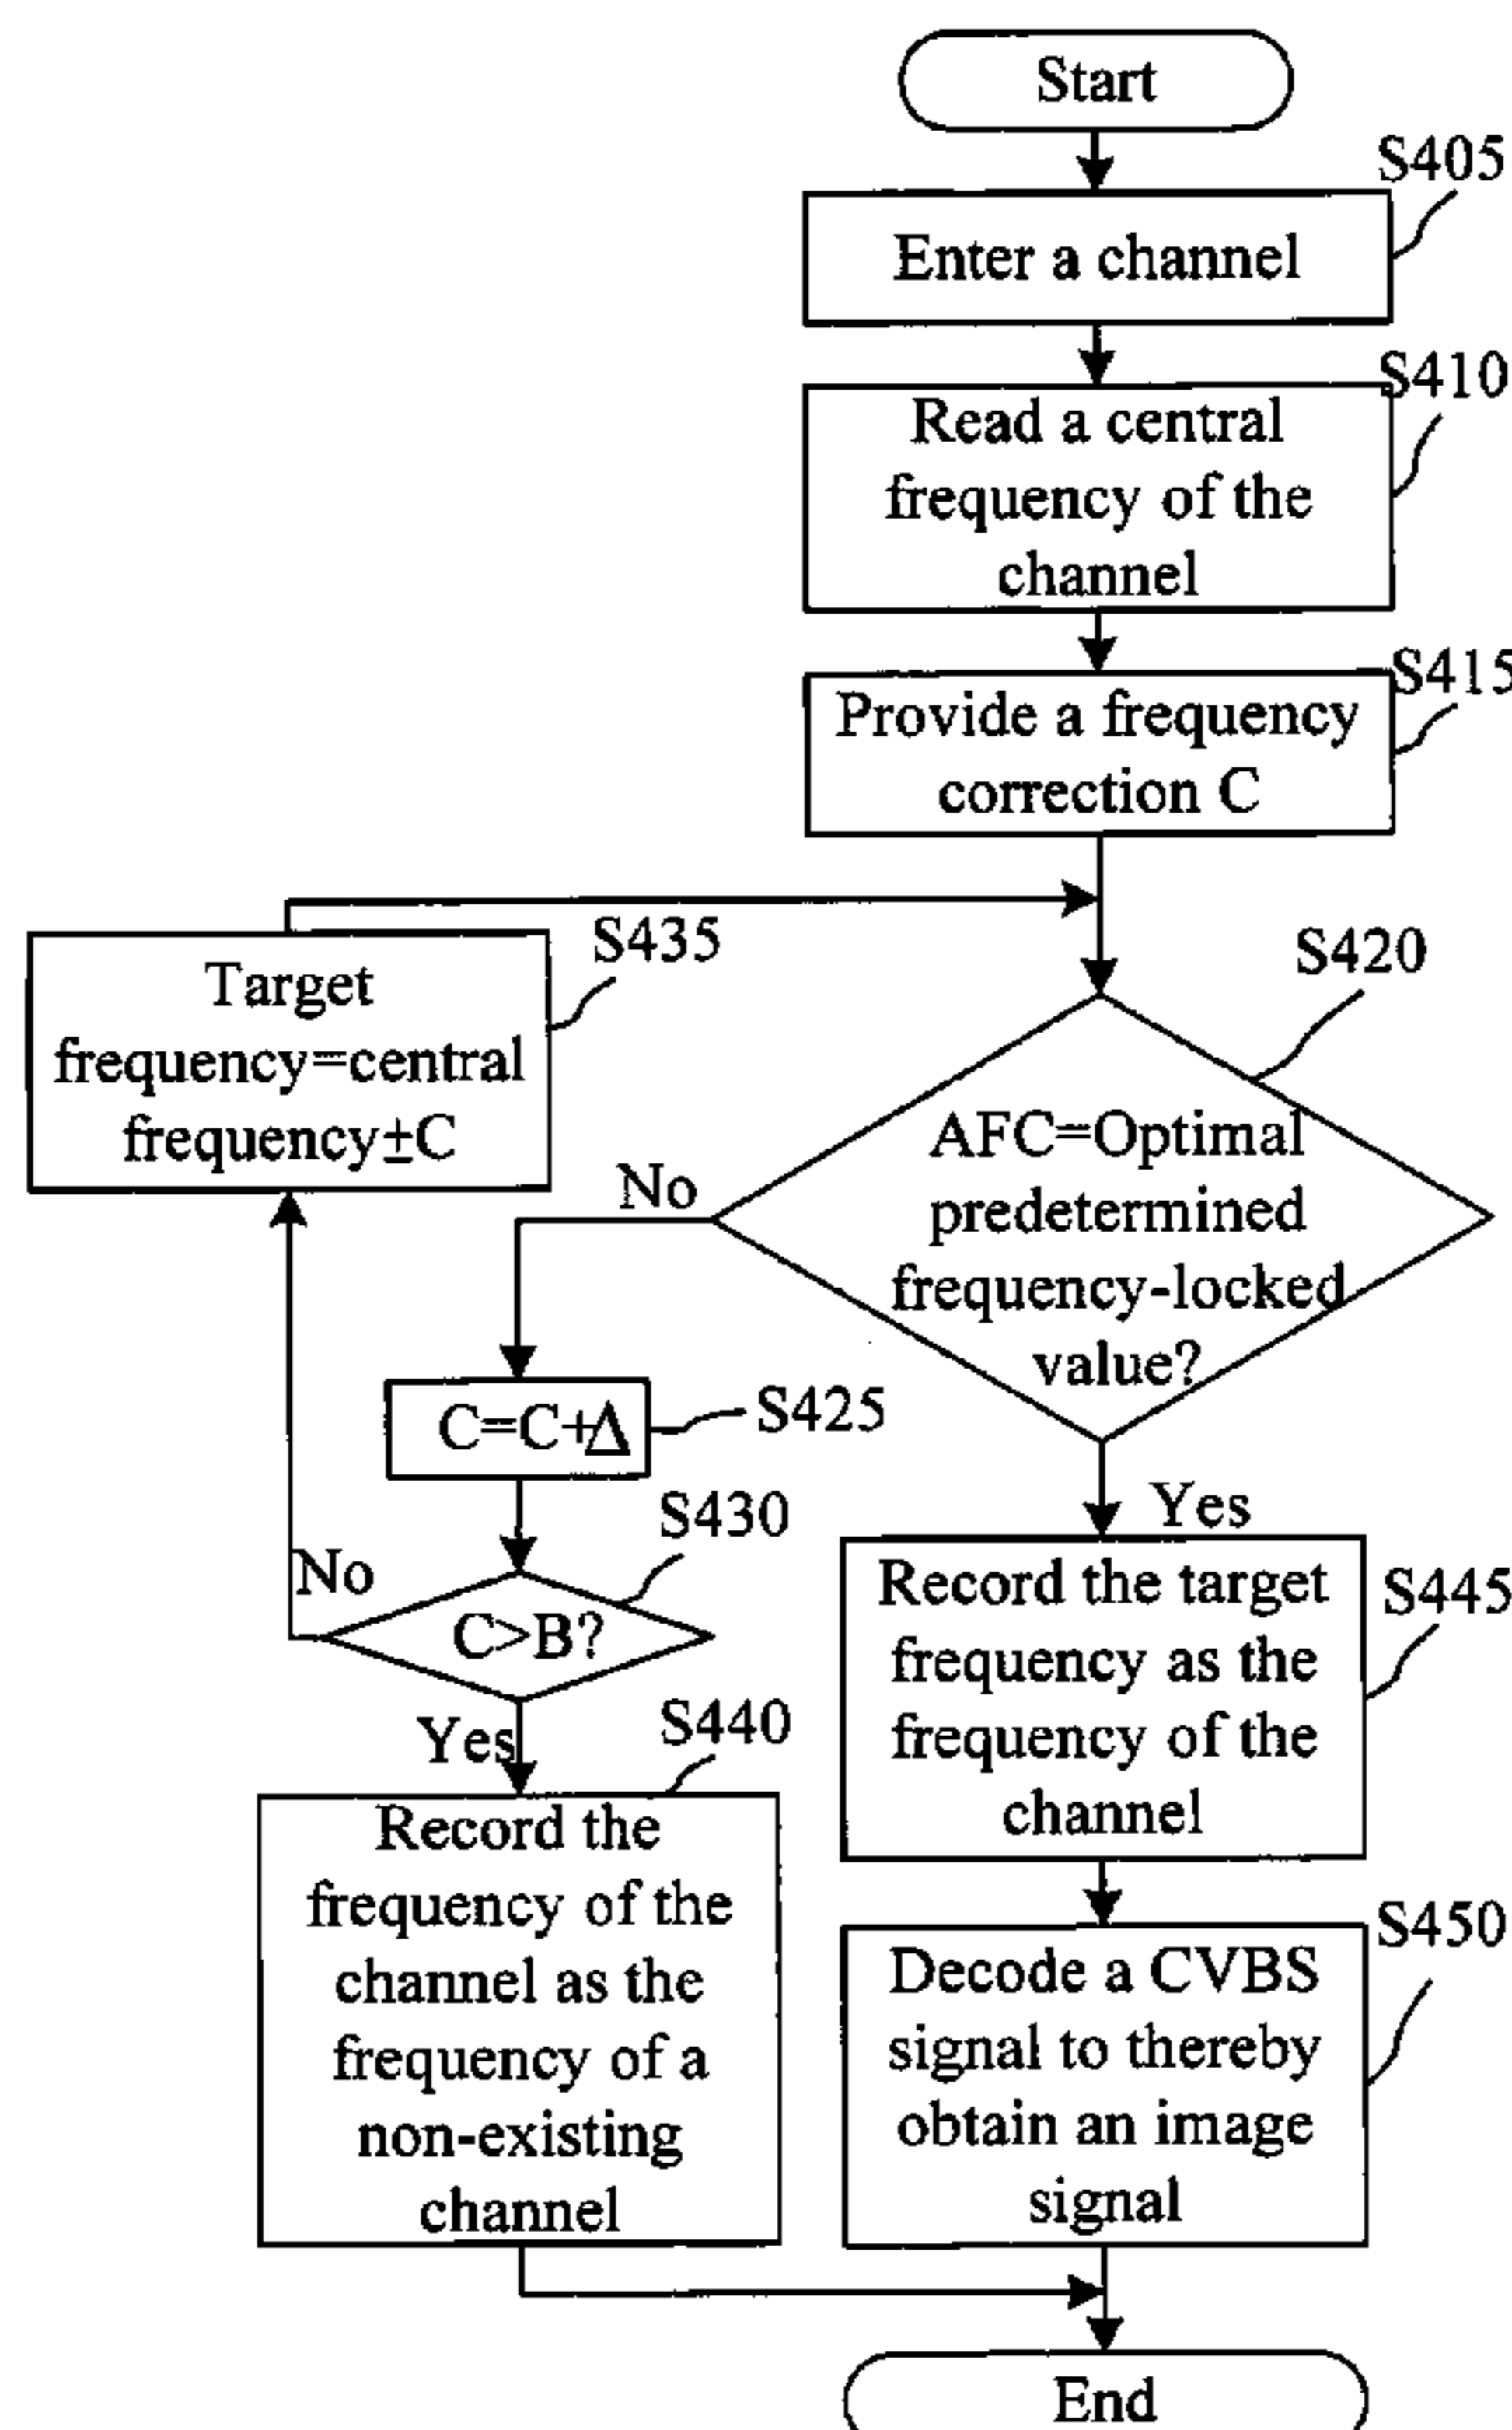 Start
S405
Enter a channel
S410
Read a central
frequency of the
channel
S415
Provide a frequency
correction C
S435
Target
frequency=central
frequency±C
S420
AFC=Optimal
predetermined
frequency-locked
value?
No
C=C+Δ
S425
S430
No
C>B?
Yes
Yes
S440
Record the
frequency of the
channel as the
frequency of a
non-existing
channel
S445
Record the target
frequency as the
frequency of the
channel
S450
Decode a CVBS
signal to thereby
obtain an image
signal
End